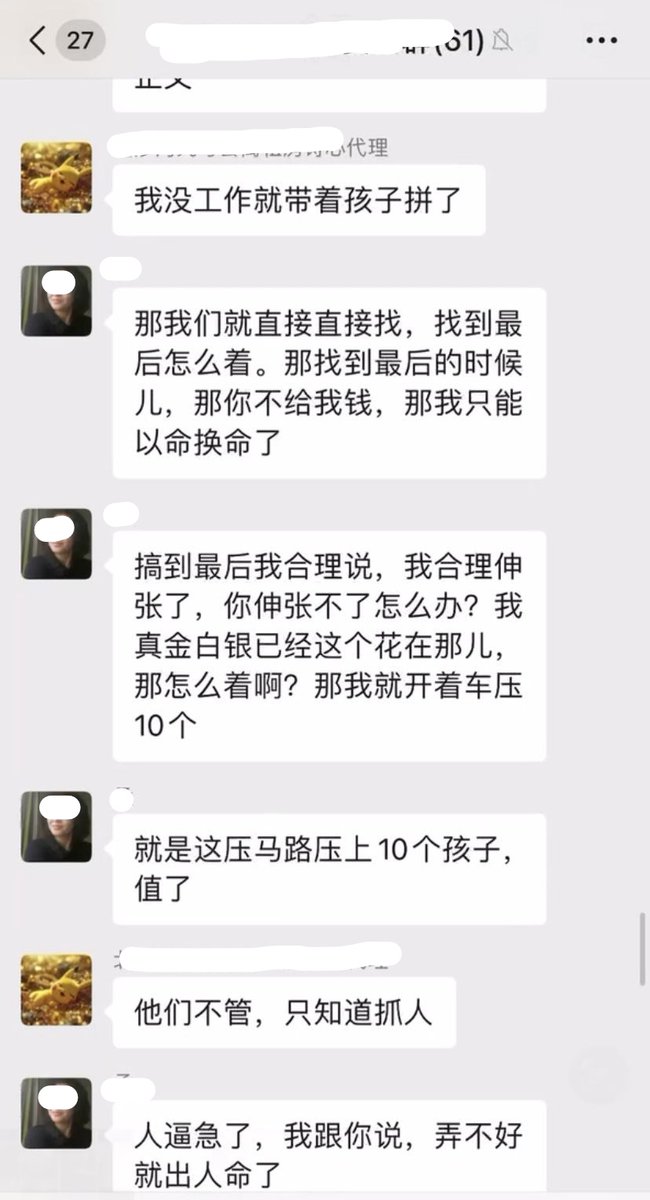 27
群(61)
正义
代理
我没工作就带着孩子拼了
那我们就直接直接找，找到最
后怎么着。那找到最后的时候
儿，那你不给我钱，那我只能
以命换命了
搞到最后我合理说，我合理伸
张了，你伸张不了怎么办？我
真金白银已经这个花在那儿，
那怎么着啊？那我就开着车压
10个
就是这压马路压上10个孩子，
值了
他们不管，只知道抓人
人逼急了，我跟你说，弄不好
就出人命了